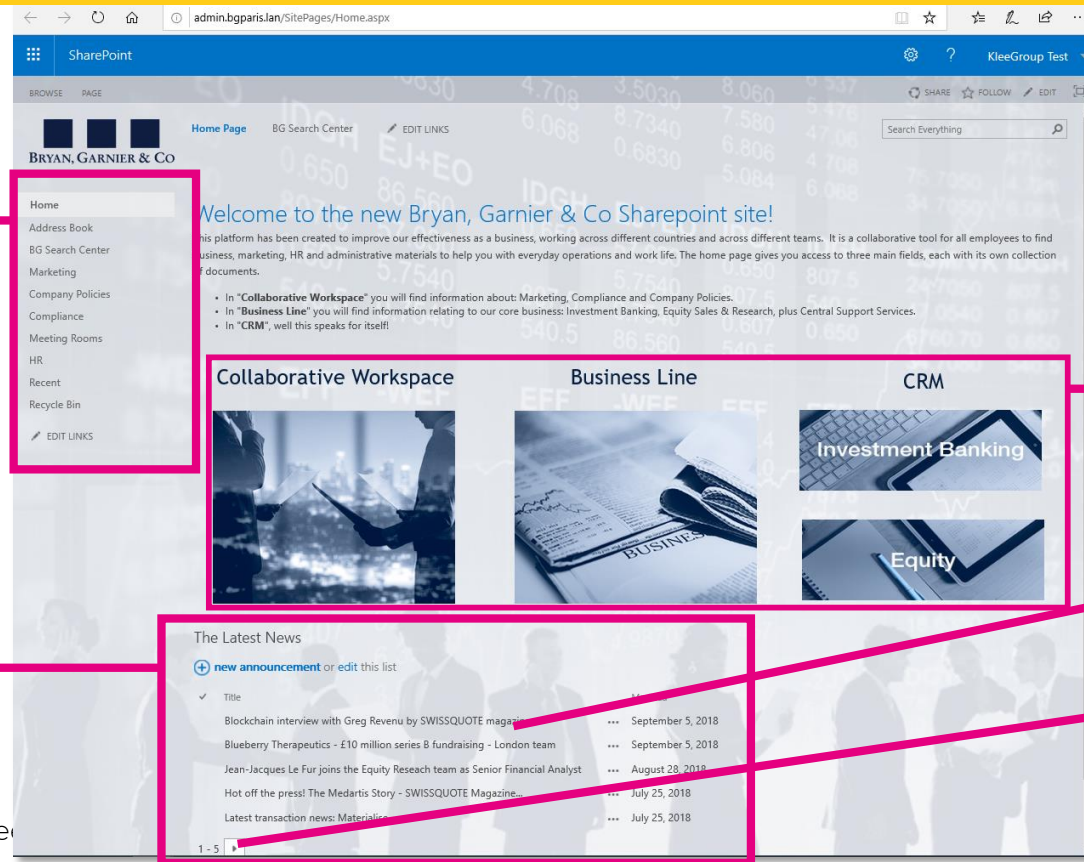 admin.bgparis.lan/SitePages/Home.aspx
SharePoint
KleeGroup Test
BROWSE PAGE
SHARE FOLLOW EDIT
BRYAN, GARNIER & CO
Home Page BG Search Center EDIT LINKS
Search Everything
Home
Address Book
BG Search Center
Marketing
Company Policies
Compliance
Meeting Rooms
HR
Recent
Recycle Bin
EDIT LINKS
Welcome to the new Bryan, Garnier & Co Sharepoint site!
This platform has been created to improve our effectiveness as a business, working across different countries and across different teams. It is a collaborative tool for all employees to find
business, marketing, HR and administrative materials to help you with everyday operations and work life. The home page gives you access to three main fields, each with its own collection
of documents.
• In "Collaborative Workspace" you will find information about: Marketing, Compliance and Company Policies.
• In "Business Line" you will find information relating to our core business: Investment Banking, Equity Sales & Research, plus Central Support Services.
• In "CRM", well this speaks for itself!
Collaborative Workspace
Business Line
CRM
BUSINESS
Investment Banking
Equity
The Latest News
new announcement or edit this list
Title
Blockchain interview with Greg Revenu by SWISSQUOTE magazine ... September 5, 2018
Blueberry Therapeutics - £10 million series B fundraising - London team ... September 5, 2018
Jean-Jacques Le Fur joins the Equity Reseach team as Senior Financial Analyst ... August 28, 2018
Hot off the press! The Medartis Story - SWISSQUOTE Magazine... ... July 25, 2018
Latest transaction news: Materialise ... July 25, 2018
1 - 5